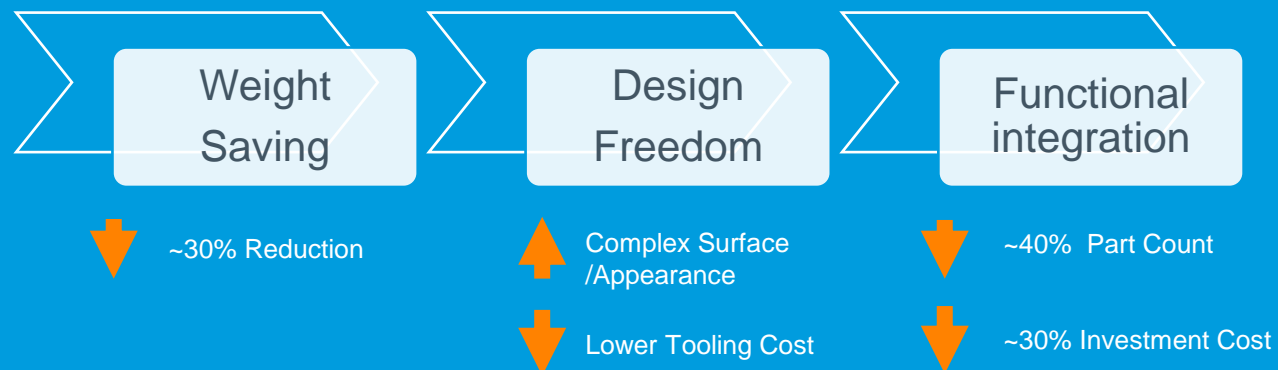 Weight
Saving
Design
Freedom
Functional
integration
~30% Reduction
Complex Surface
/Appearance
Lower Tooling Cost
~40% Part Count
~30% Investment Cost